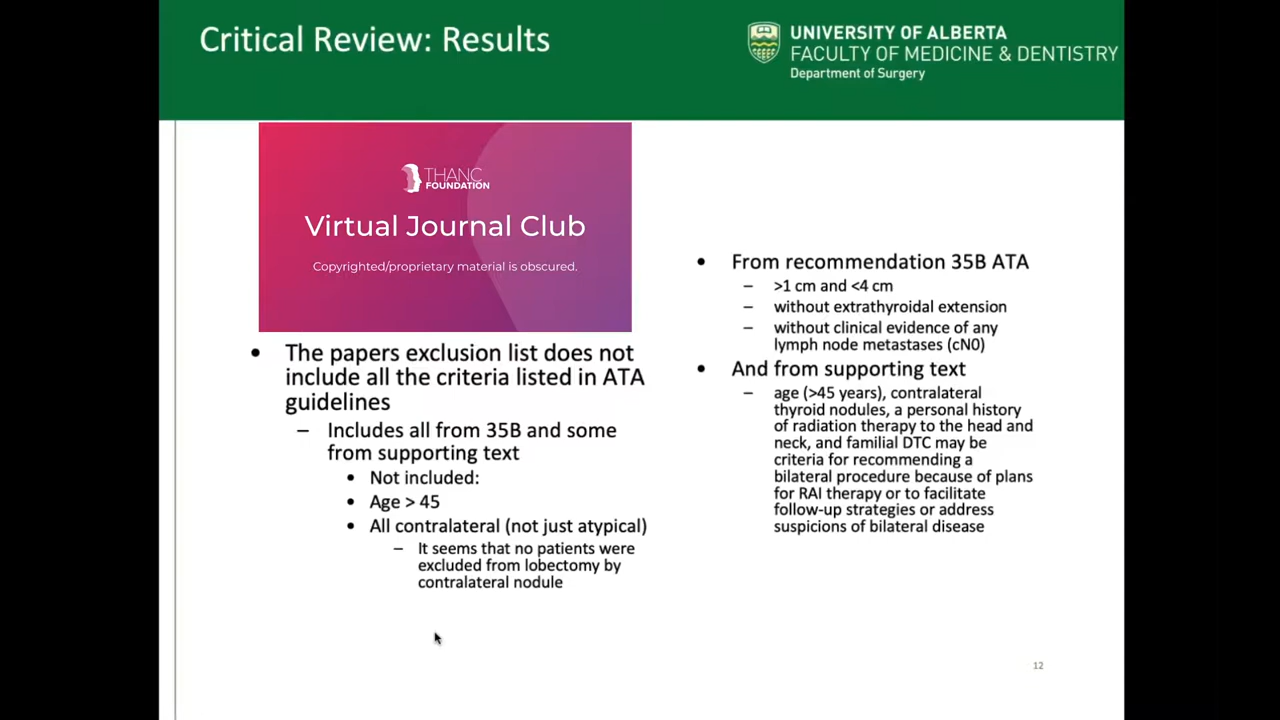 Critical Review: Results
UNIVERSITY OF ALBERTA
FACULTY OF MEDICINE & DENTISTRY
Department of Surgery
THANC
FOUNDATION
Virtual Journal Club
Copyrighted/proprietary material is obscured.
• The papers exclusion list does not
include all the criteria listed in ATA
guidelines
– Includes all from 35B and some
from supporting text
• Not included:
• Age > 45
• All contralateral (not just atypical)
– It seems that no patients were
excluded from lobectomy by
contralateral nodule
• From recommendation 35B ATA
– >1 cm and <4 cm
– without extrathyroidal extension
– without clinical evidence of any
lymph node metastases (cN0)
• And from supporting text
– age (>45 years), contralateral
thyroid nodules, a personal history
of radiation therapy to the head and
neck, and familial DTC may be
criteria for recommending a
bilateral procedure because of plans
for RAI therapy or to facilitate
follow-up strategies or address
suspicions of bilateral disease
12